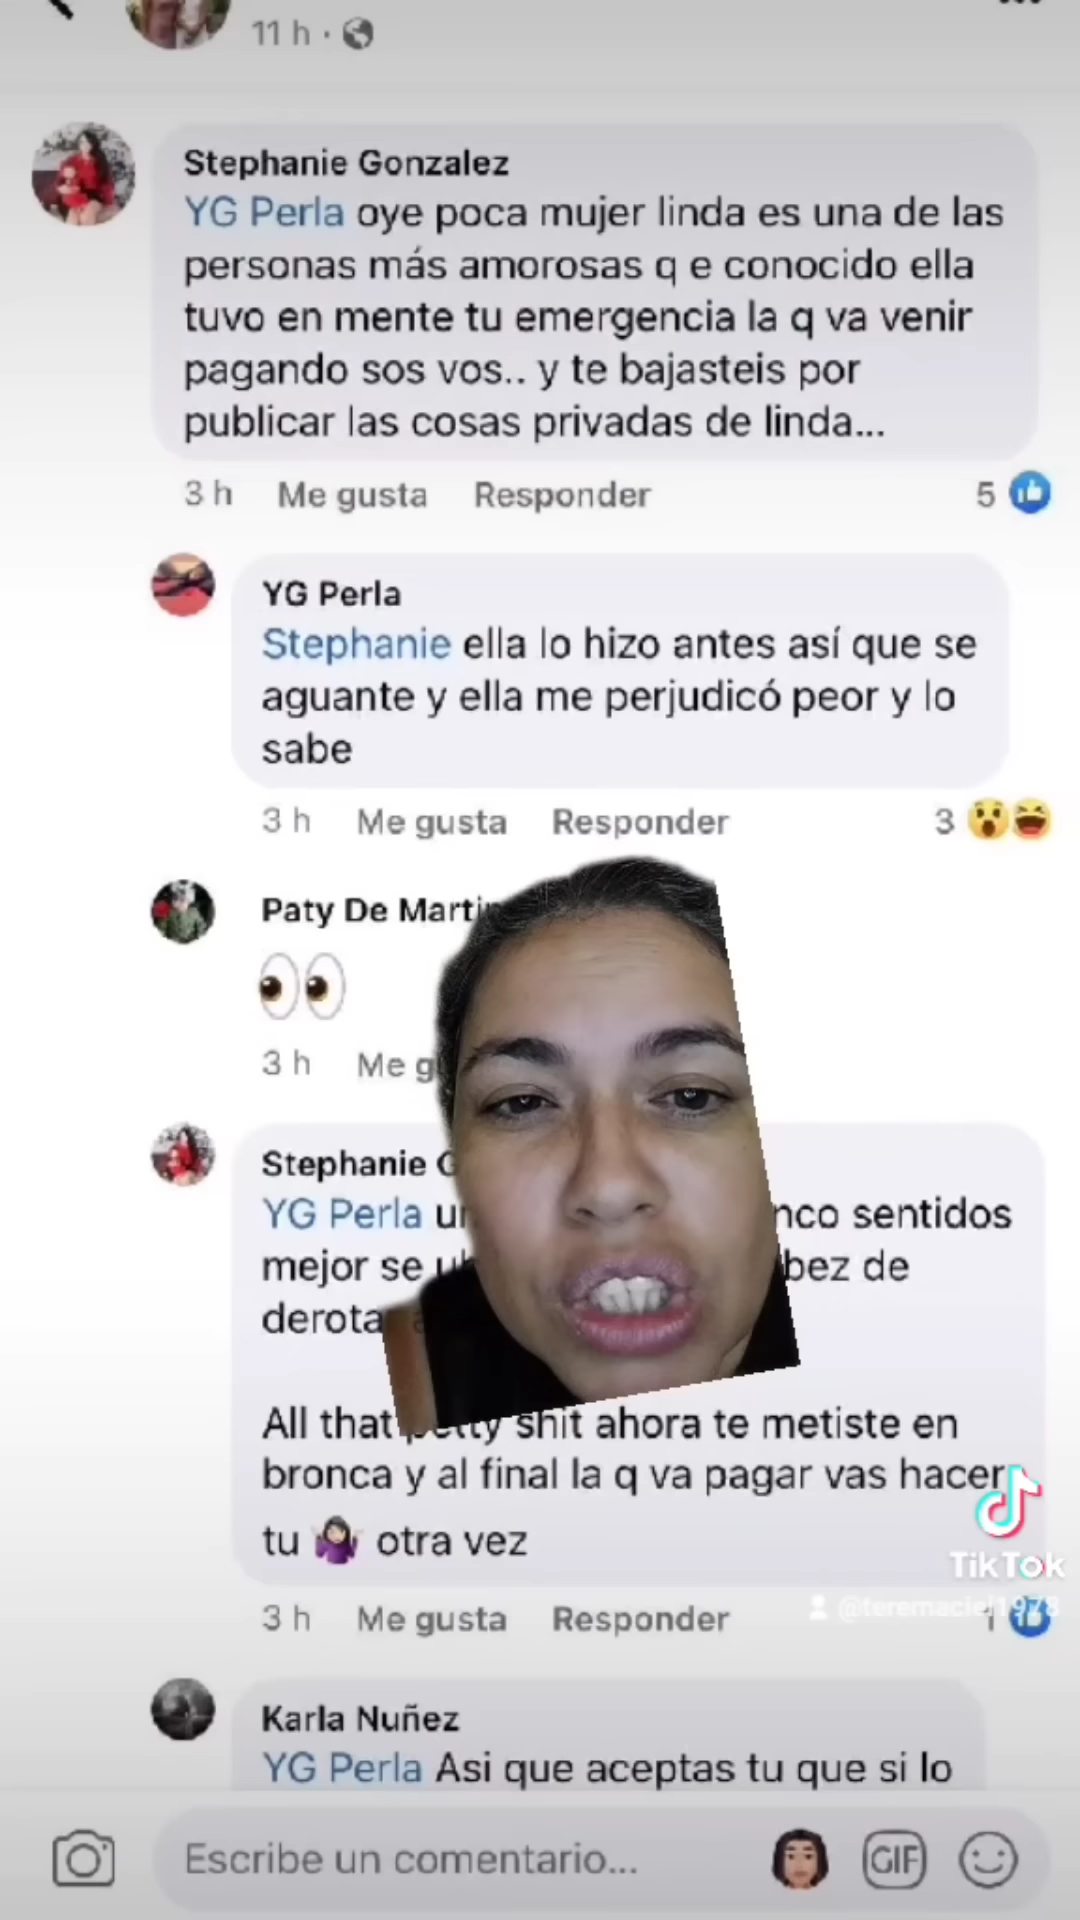 11 h ·
Stephanie Gonzalez
YG Perla oye poca mujer linda es una de las
personas más amorosas q e conocido ella
tuvo en mente tu emergencia la q va venir
pagando sos vos.. y te bajasteis por
publicar las cosas privadas de linda...
3 h Me gusta Responder 5
YG Perla
Stephanie ella lo hizo antes así que se
aguante y ella me perjudicó peor y lo
sabe
3 h Me gusta Responder 3
Paty De Marti
3 h Me g
Stephanie G
YG Perla nco sentidos
mejor se bez de
derota
All that petty shit ahora te metiste en
bronca y al final la q va pagar vas hacer
tu otra vez
TikTok
@teremaciel1978
3 h Me gusta Responder 1
Karla Nuñez
YG Perla Asi que aceptas tu que si lo
Escribe un comentario...
GIF